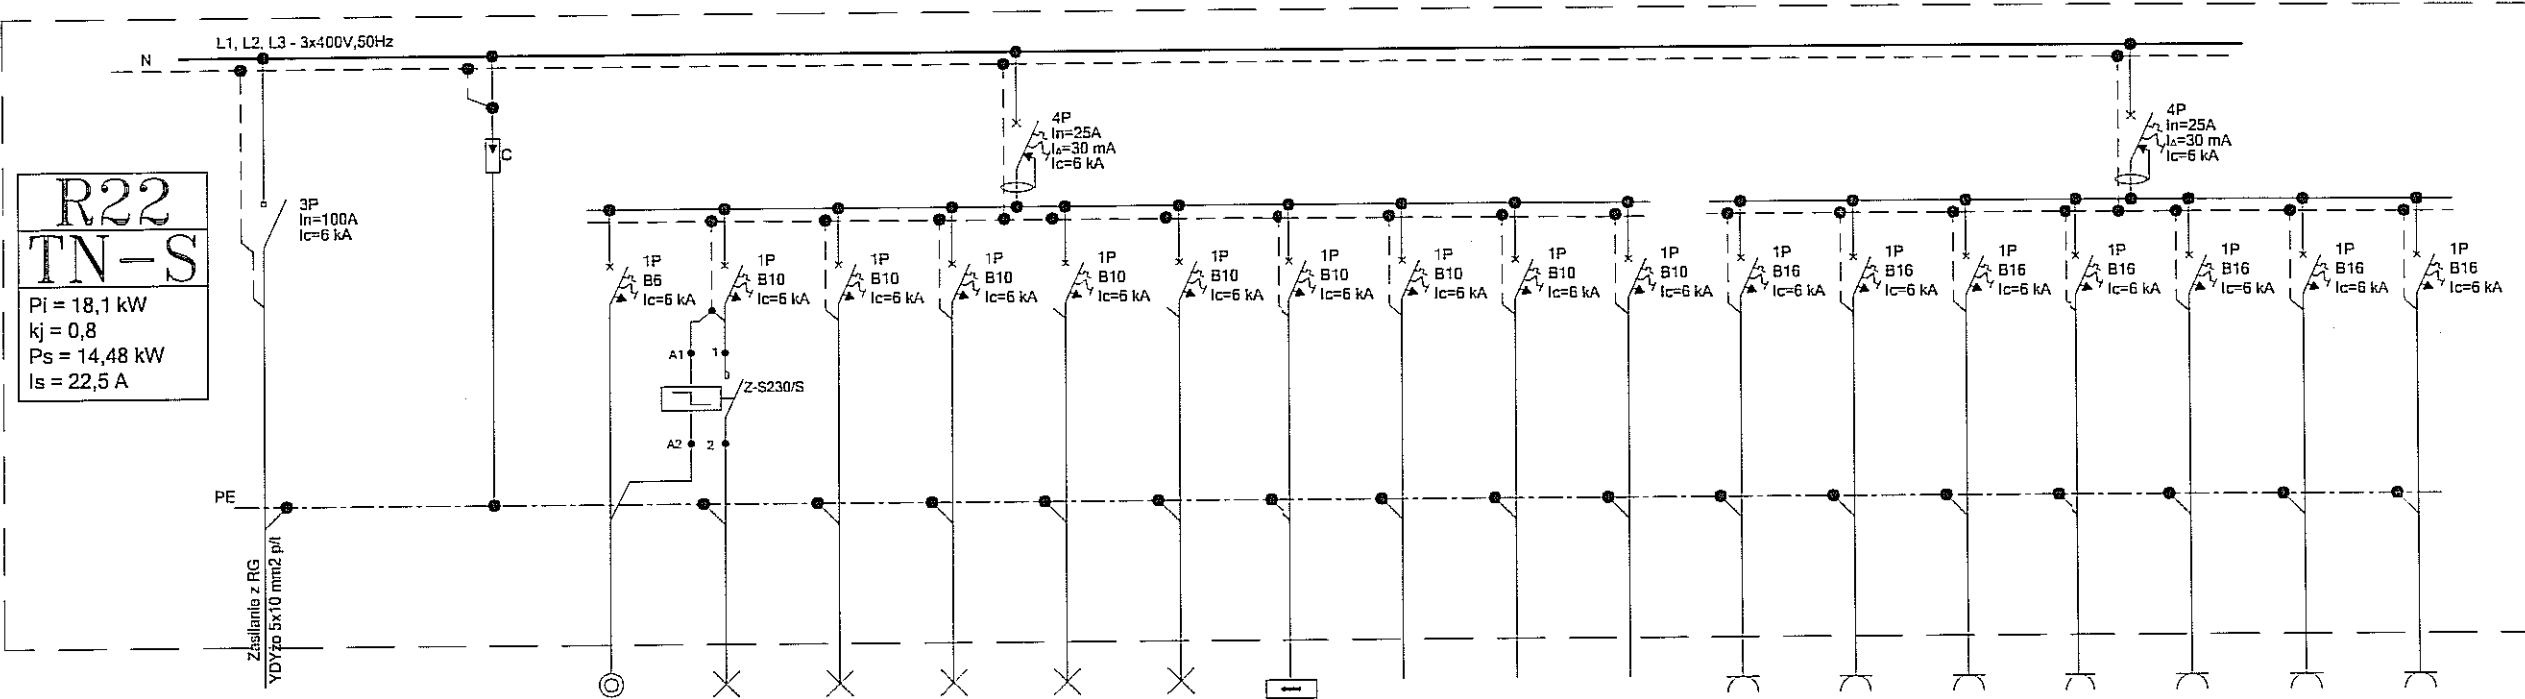 L1, L2, L3 - 3x400V,50Hz
N
R22
TN-S
Pi = 18,1 kW
kj = 0,8
Ps = 14,48 kW
Is = 22,5 A
3P
In=100A
Ic=6 kA
C
4P
In=25A
I∆=30 mA
Ic=6 kA
4P
In=25A
I∆=30 mA
Ic=6 kA
1P
B6
Ic=6 kA
1P
B10
Ic=6 kA
1P
B10
Ic=6 kA
1P
B10
Ic=6 kA
1P
B10
Ic=6 kA
1P
B10
Ic=6 kA
1P
B10
Ic=6 kA
1P
B10
Ic=6 kA
1P
B10
Ic=6 kA
1P
B10
Ic=6 kA
1P
B16
Ic=6 kA
1P
B16
Ic=6 kA
1P
B16
Ic=6 kA
1P
B16
Ic=6 kA
1P
B16
Ic=6 kA
1P
B16
Ic=6 kA
1P
B16
Ic=6 kA
A1
1
Z-S230/S
A2
2
PE
Zasilanie z RG
YDYżo 5x10 mm2 p/t